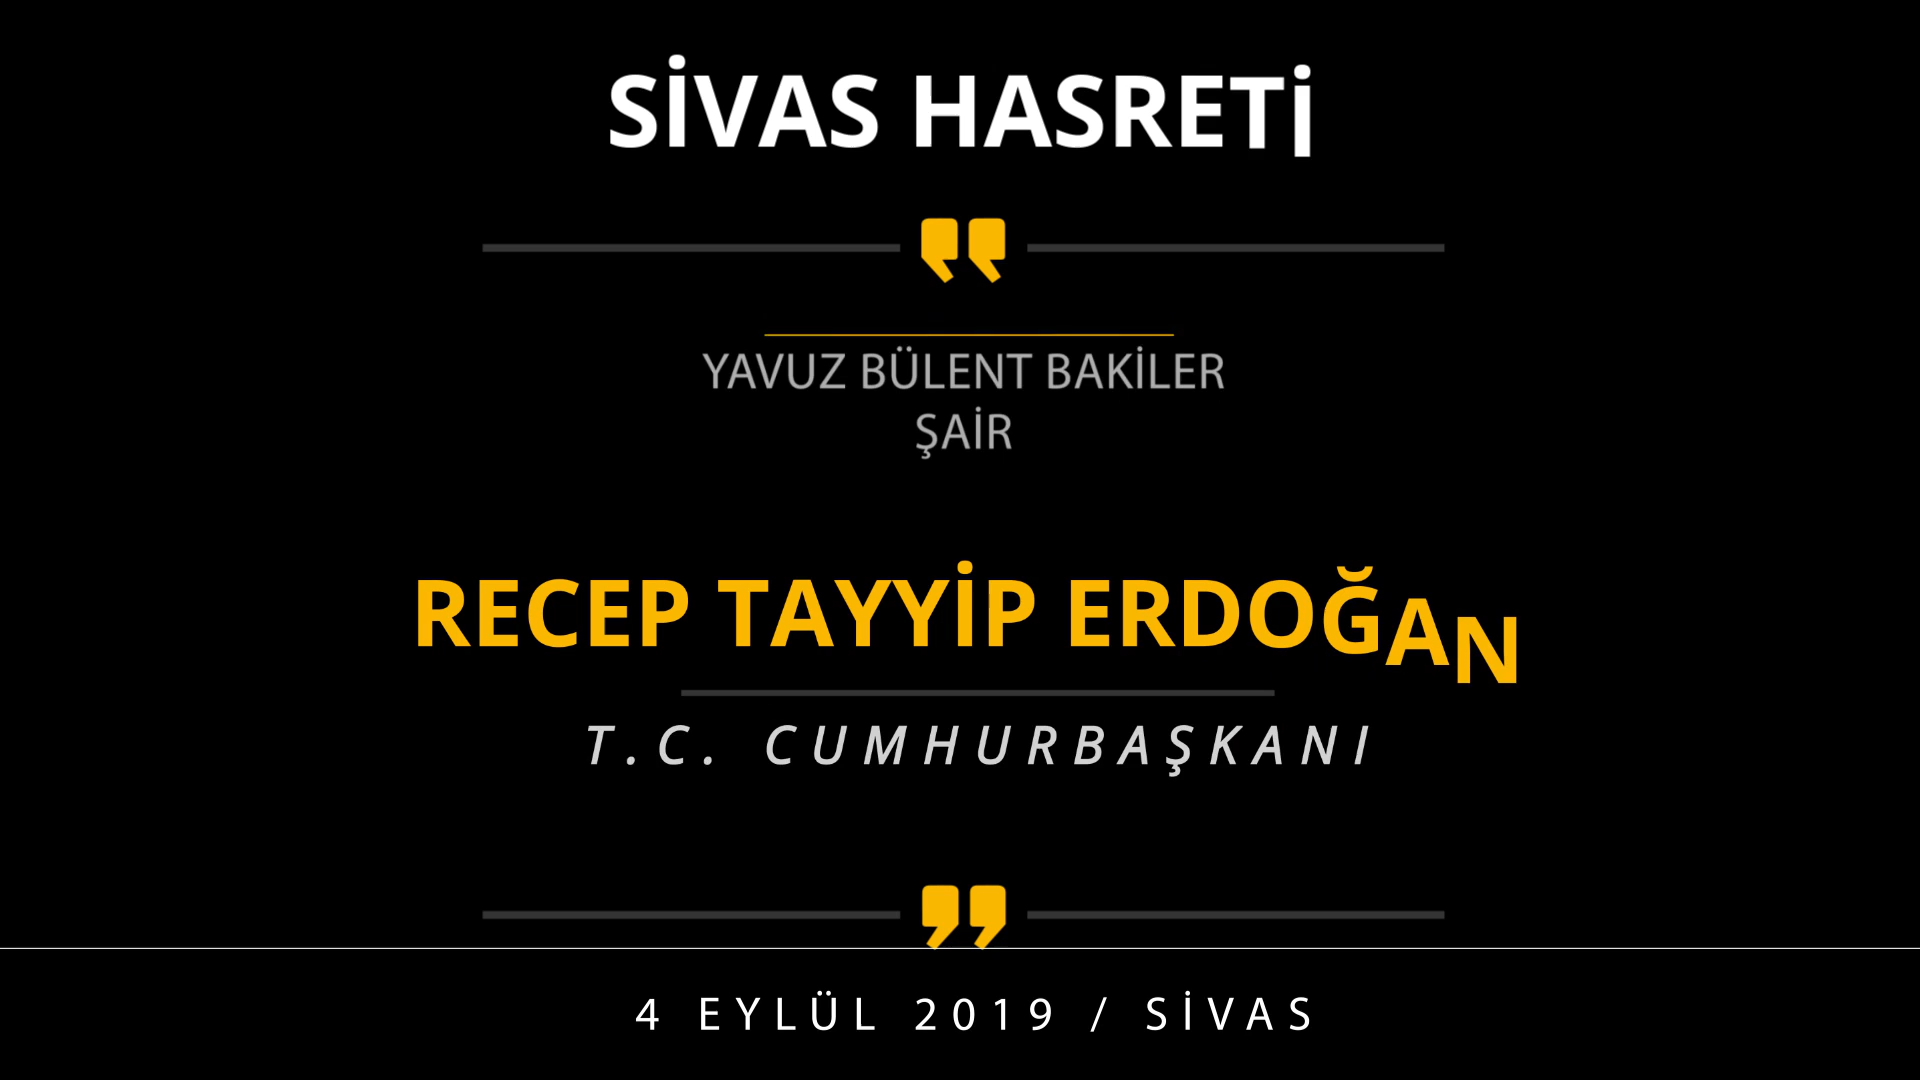 SİVAS HASRETİ
YAVUZ BÜLENT BAKİLER
ŞAİR
RECEP TAYYİP ERDOĞAN
T.C. CUMHURBAŞKANI
4 EYLÜL 2019 / SİVAS